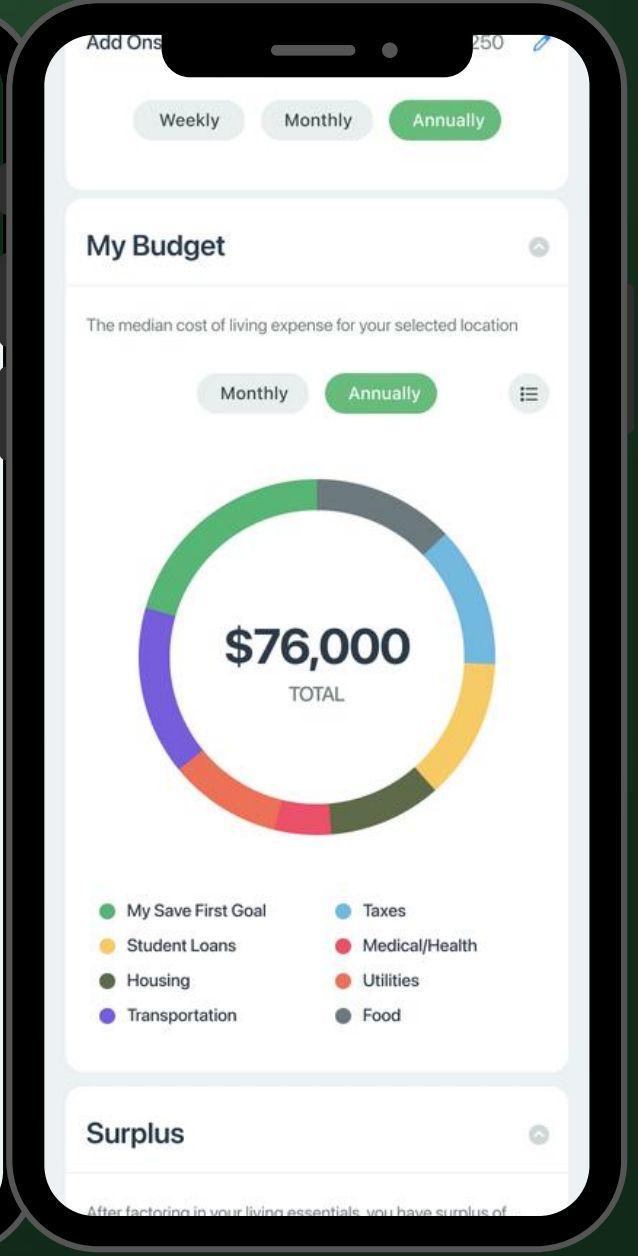 Add Ons 250
Weekly Monthly Annually
My Budget
The median cost of living expense for your selected location
Monthly Annually
$76,000
TOTAL
My Save First Goal Taxes
Student Loans Medical/Health
Housing Utilities
Transportation Food
Surplus
After factoring in your living essentials, you have surplus of